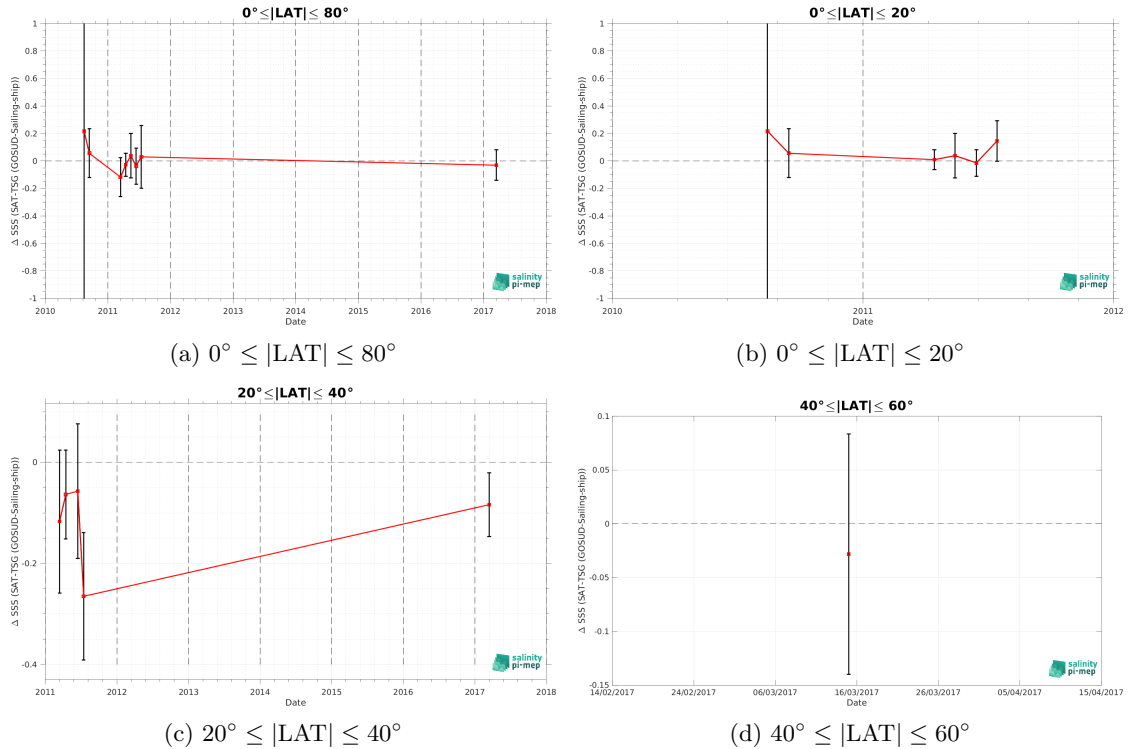 0°≤|LAT|≤ 80°
Δ SSS (SAT-TSG (GOSUD-Sailing-ship))
1
0.8
0.6
0.4
0.2
0
-0.2
-0.4
-0.6
-0.8
-1
2010 2011 2012 2013 2014 2015 2016 2017 2018
Date
salinity
pi-mep
(a) 0° ≤ |LAT| ≤ 80°
0°≤|LAT|≤ 20°
Δ SSS (SAT-TSG (GOSUD-Sailing-ship))
1
0.8
0.6
0.4
0.2
0
-0.2
-0.4
-0.6
-0.8
-1
2010 2011 2012
Date
salinity
pi-mep
(b) 0° ≤ |LAT| ≤ 20°
20°≤|LAT|≤ 40°
Δ SSS (SAT-TSG (GOSUD-Sailing-ship))
0
-0.2
-0.4
2011 2012 2013 2014 2015 2016 2017 2018
Date
salinity
pi-mep
(c) 20° ≤ |LAT| ≤ 40°
40°≤|LAT|≤ 60°
Δ SSS (SAT-TSG (GOSUD-Sailing-ship))
0.1
0.05
0
-0.05
-0.1
-0.15
14/02/2017 24/02/2017 06/03/2017 16/03/2017 26/03/2017 05/04/2017 15/04/2017
Date
salinity
pi-mep
(d) 40° ≤ |LAT| ≤ 60°